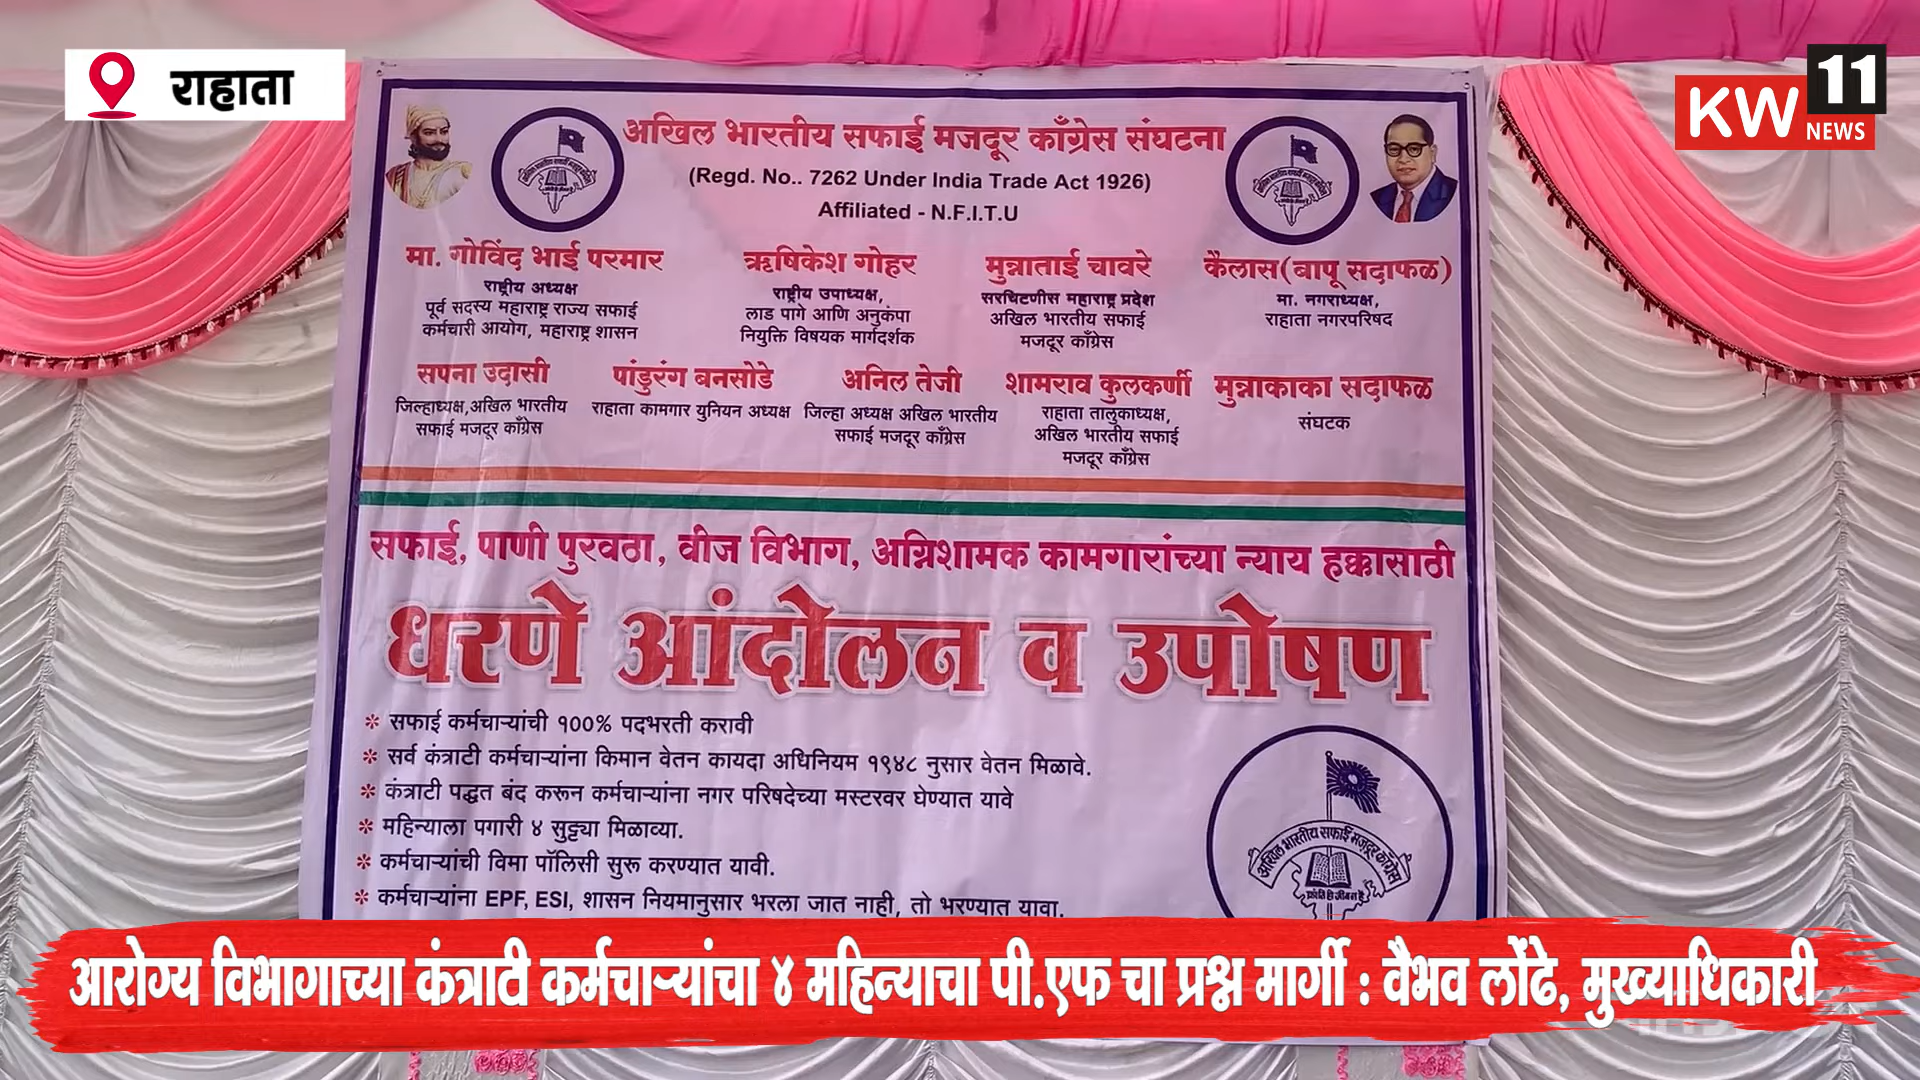 राहाता
KW 11 NEWS
अखिल भारतीय सफाई मजदूर काँग्रेस संघटना
(Regd. No.. 7262 Under India Trade Act 1926)
Affiliated - N.F.I.T.U
मा. गोविंद भाई परमार
राष्ट्रीय अध्यक्ष
पूर्व सदस्य महाराष्ट्र राज्य सफाई
कर्मचारी आयोग, महाराष्ट्र शासन
ऋषिकेश गोहर
राष्ट्रीय उपाध्यक्ष,
लाड पागे आणि अनुकंपा
नियुक्ति विषयक मार्गदर्शक
मुन्नाताई चावरे
सरचिटणीस महाराष्ट्र प्रदेश
अखिल भारतीय सफाई
मजदूर काँग्रेस
कैलास(बापू सदाफळ)
मा. नगराध्यक्ष,
राहाता नगरपरिषद
सपना उदासी
जिल्हाध्यक्ष,अखिल भारतीय
सफाई मजदूर काँग्रेस
पांडुरंग बनसोडे
राहाता कामगार युनियन अध्यक्ष
अनिल तेजी
जिल्हा अध्यक्ष अखिल भारतीय
सफाई मजदूर काँग्रेस
शामराव कुलकर्णी
राहाता तालुकाध्यक्ष,
अखिल भारतीय सफाई
मजदूर काँग्रेस
मुन्नाकाका सदाफळ
संघटक
सफाई, पाणी पुरवठा, वीज विभाग, अग्निशामक कामगारांच्या न्याय हक्कासाठी
धरणे आंदोलन व उपोषण
* सफाई कर्मचाऱ्यांची १००% पदभरती करावी
* सर्व कंत्राटी कर्मचाऱ्यांना किमान वेतन कायदा अधिनियम १९४८ नुसार वेतन मिळावे.
* कंत्राटी पद्धत बंद करून कर्मचाऱ्यांना नगर परिषदेच्या मस्टरवर घेण्यात यावे
* महिन्याला पगारी ४ सुट्ट्या मिळाव्या.
* कर्मचाऱ्यांची विमा पॉलिसी सुरू करण्यात यावी.
* कर्मचाऱ्यांना EPF, ESI, शासन नियमानुसार भरला जात नाही, तो भरण्यात यावा.
अखिल भारतीय सफाई मजदूर काँग्रेस
आरोग्य विभागाच्या कंत्राटी कर्मचाऱ्यांचा ४ महिन्याचा पी.एफ चा प्रश्न मार्गी : वैभव लोंढे, मुख्याधिकारी